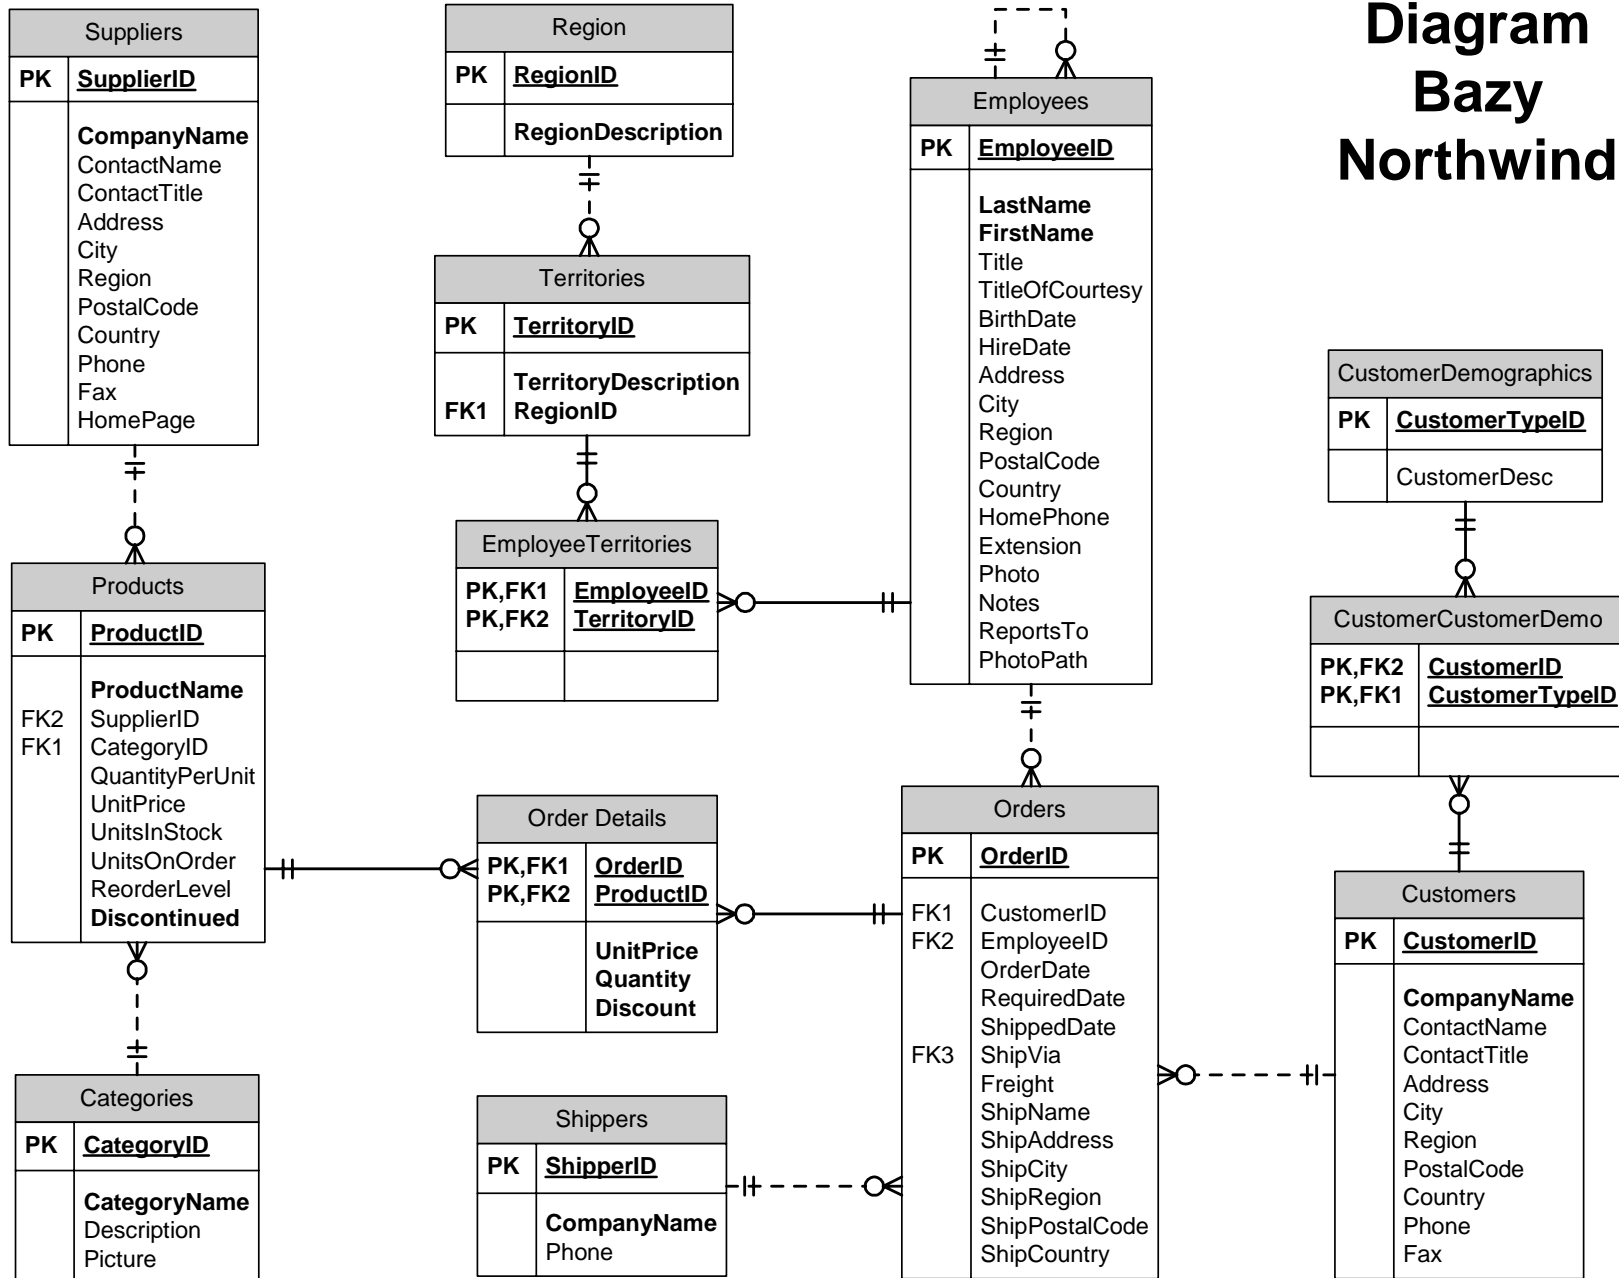 Diagram
Bazy
Northwind
Suppliers
PK SupplierID
CompanyName
ContactName
ContactTitle
Address
City
Region
PostalCode
Country
Phone
Fax
HomePage
Region
PK RegionID
RegionDescription
Employees
PK EmployeeID
LastName
FirstName
Title
TitleOfCourtesy
BirthDate
HireDate
Address
City
Region
PostalCode
Country
HomePhone
Extension
Photo
Notes
ReportsTo
PhotoPath
Territories
PK TerritoryID
TerritoryDescription
FK1 RegionID
CustomerDemographics
PK CustomerTypeID
CustomerDesc
EmployeeTerritories
PK,FK1 EmployeeID
PK,FK2 TerritoryID
Products
PK ProductID
ProductName
FK2 SupplierID
FK1 CategoryID
QuantityPerUnit
UnitPrice
UnitsInStock
UnitsOnOrder
ReorderLevel
Discontinued
CustomerCustomerDemo
PK,FK2 CustomerID
PK,FK1 CustomerTypeID
Order Details
PK,FK1 OrderID
PK,FK2 ProductID
UnitPrice
Quantity
Discount
Orders
PK OrderID
FK1 CustomerID
FK2 EmployeeID
OrderDate
RequiredDate
ShippedDate
FK3 ShipVia
Freight
ShipName
ShipAddress
ShipCity
ShipRegion
ShipPostalCode
ShipCountry
Customers
PK CustomerID
CompanyName
ContactName
ContactTitle
Address
City
Region
PostalCode
Country
Phone
Fax
Categories
PK CategoryID
CategoryName
Description
Picture
Shippers
PK ShipperID
CompanyName
Phone